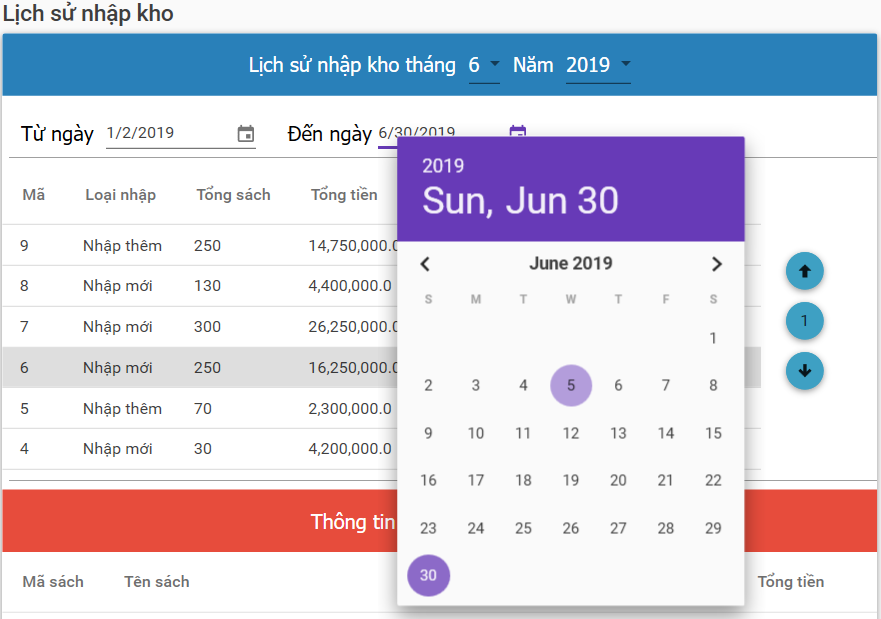 Lịch sử nhập kho
Lịch sử nhập kho tháng 6 Năm 2019
Từ ngày 1/2/2019 Đến ngày 6/30/2019
Mã Loại nhập Tổng sách Tổng tiền
9 Nhập thêm 250 14,750,000.0
8 Nhập mới 130 4,400,000.0
7 Nhập mới 300 26,250,000.0
6 Nhập mới 250 16,250,000.0
5 Nhập thêm 70 2,300,000.0
4 Nhập mới 30 4,200,000.0
1
2019
Sun, Jun 30
June 2019
S M T W T F S
1
2 3 4 5 6 7 8
9 10 11 12 13 14 15
16 17 18 19 20 21 22
23 24 25 26 27 28 29
30
Thông tin
Mã sách Tên sách Tổng tiền